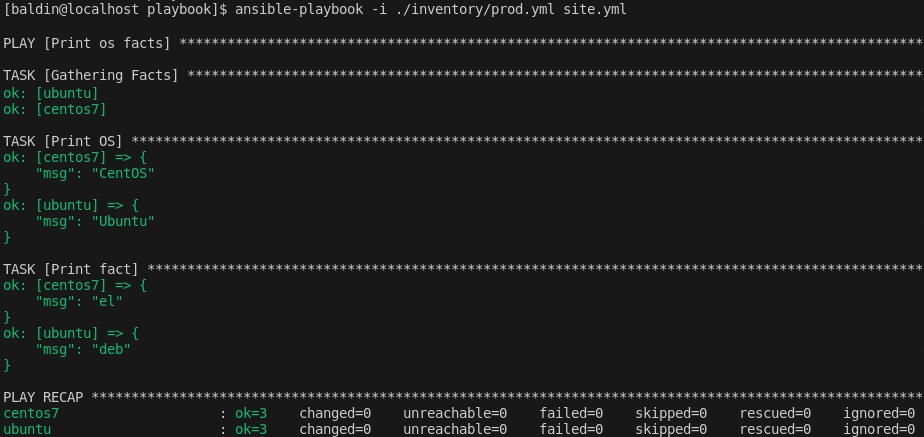 [baldin@localhost playbook]$ ansible-playbook -i ./inventory/prod.yml site.yml
PLAY [Print os facts] *********************************************************************************************
TASK [Gathering Facts] ********************************************************************************************
ok: [ubuntu]
ok: [centos7]
TASK [Print OS] ***************************************************************************************************
ok: [centos7] => {
    "msg": "CentOS"
}
ok: [ubuntu] => {
    "msg": "Ubuntu"
}
TASK [Print fact] *************************************************************************************************
ok: [centos7] => {
    "msg": "el"
}
ok: [ubuntu] => {
    "msg": "deb"
}
PLAY RECAP ********************************************************************************************************
centos7                    : ok=3    changed=0    unreachable=0    failed=0    skipped=0    rescued=0    ignored=0
ubuntu                     : ok=3    changed=0    unreachable=0    failed=0    skipped=0    rescued=0    ignored=0